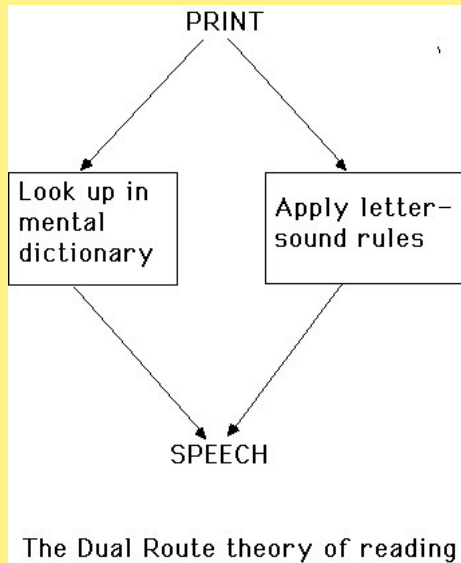 PRINT
Look up in
mental
dictionary
Apply letter-
sound rules
SPEECH
The Dual Route theory of reading